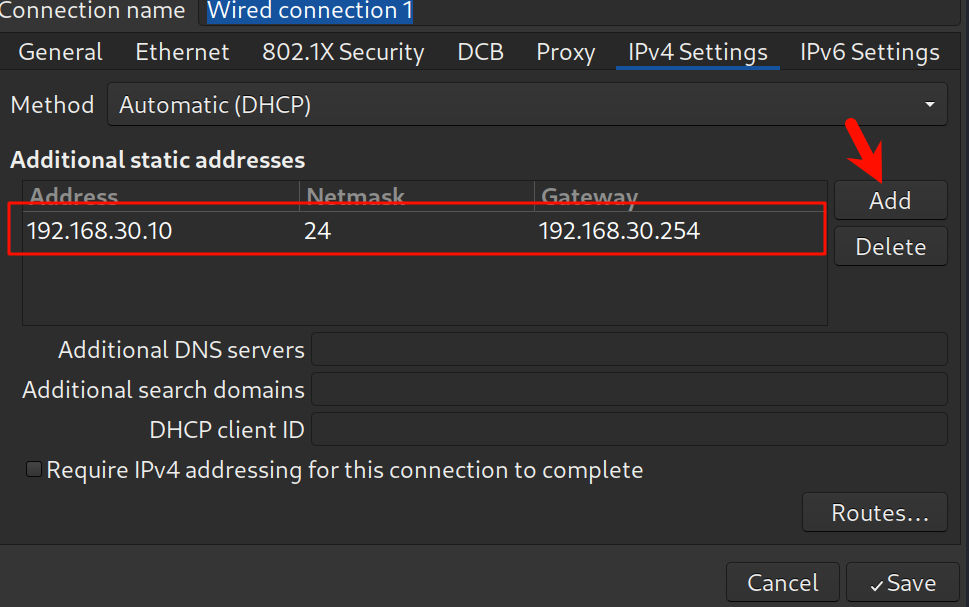 Connection name Wired connection 1
General Ethernet 802.1X Security DCB Proxy IPv4 Settings IPv6 Settings
Method Automatic (DHCP)
Additional static addresses
Address Netmask Gateway
Add
192.168.30.10 24 192.168.30.254
Delete
Additional DNS servers
Additional search domains
DHCP client ID
Require IPv4 addressing for this connection to complete
Routes...
Cancel Save